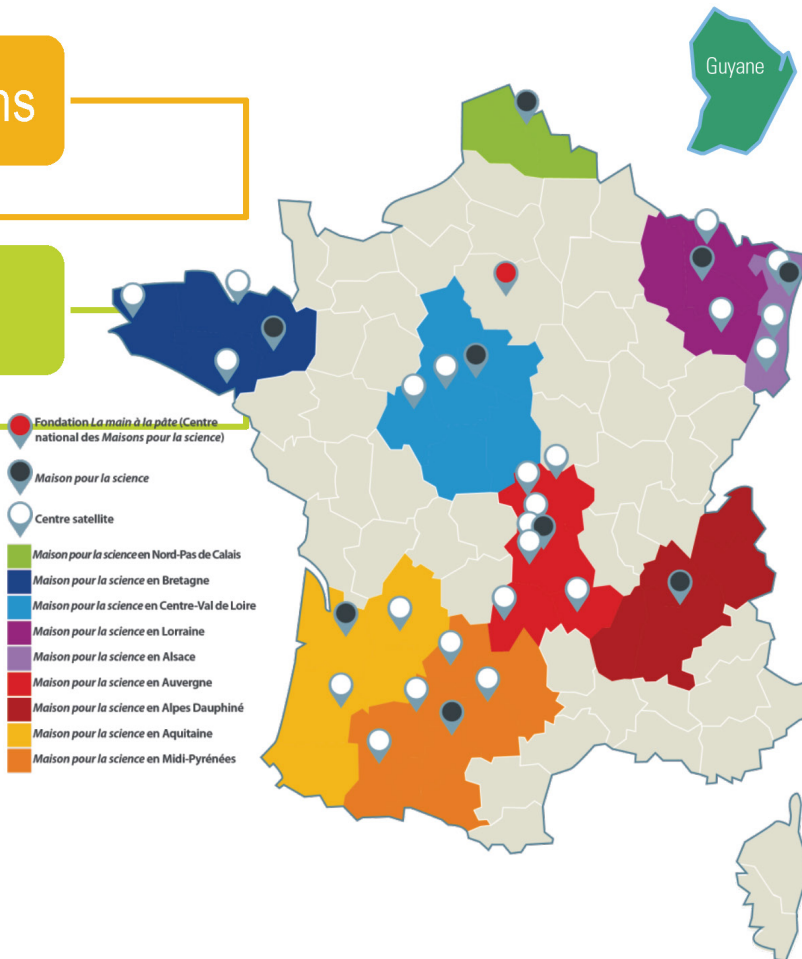 ns
Guyane
Fondation La main à la pâte (Centre
national des Maisons pour la science)
Maison pour la science
Centre satellite
Maison pour la science en Nord-Pas de Calais
Maison pour la science en Bretagne
Maison pour la science en Centre-Val de Loire
Maison pour la science en Lorraine
Maison pour la science en Alsace
Maison pour la science en Auvergne
Maison pour la science en Alpes Dauphiné
Maison pour la science en Aquitaine
Maison pour la science en Midi-Pyrénées